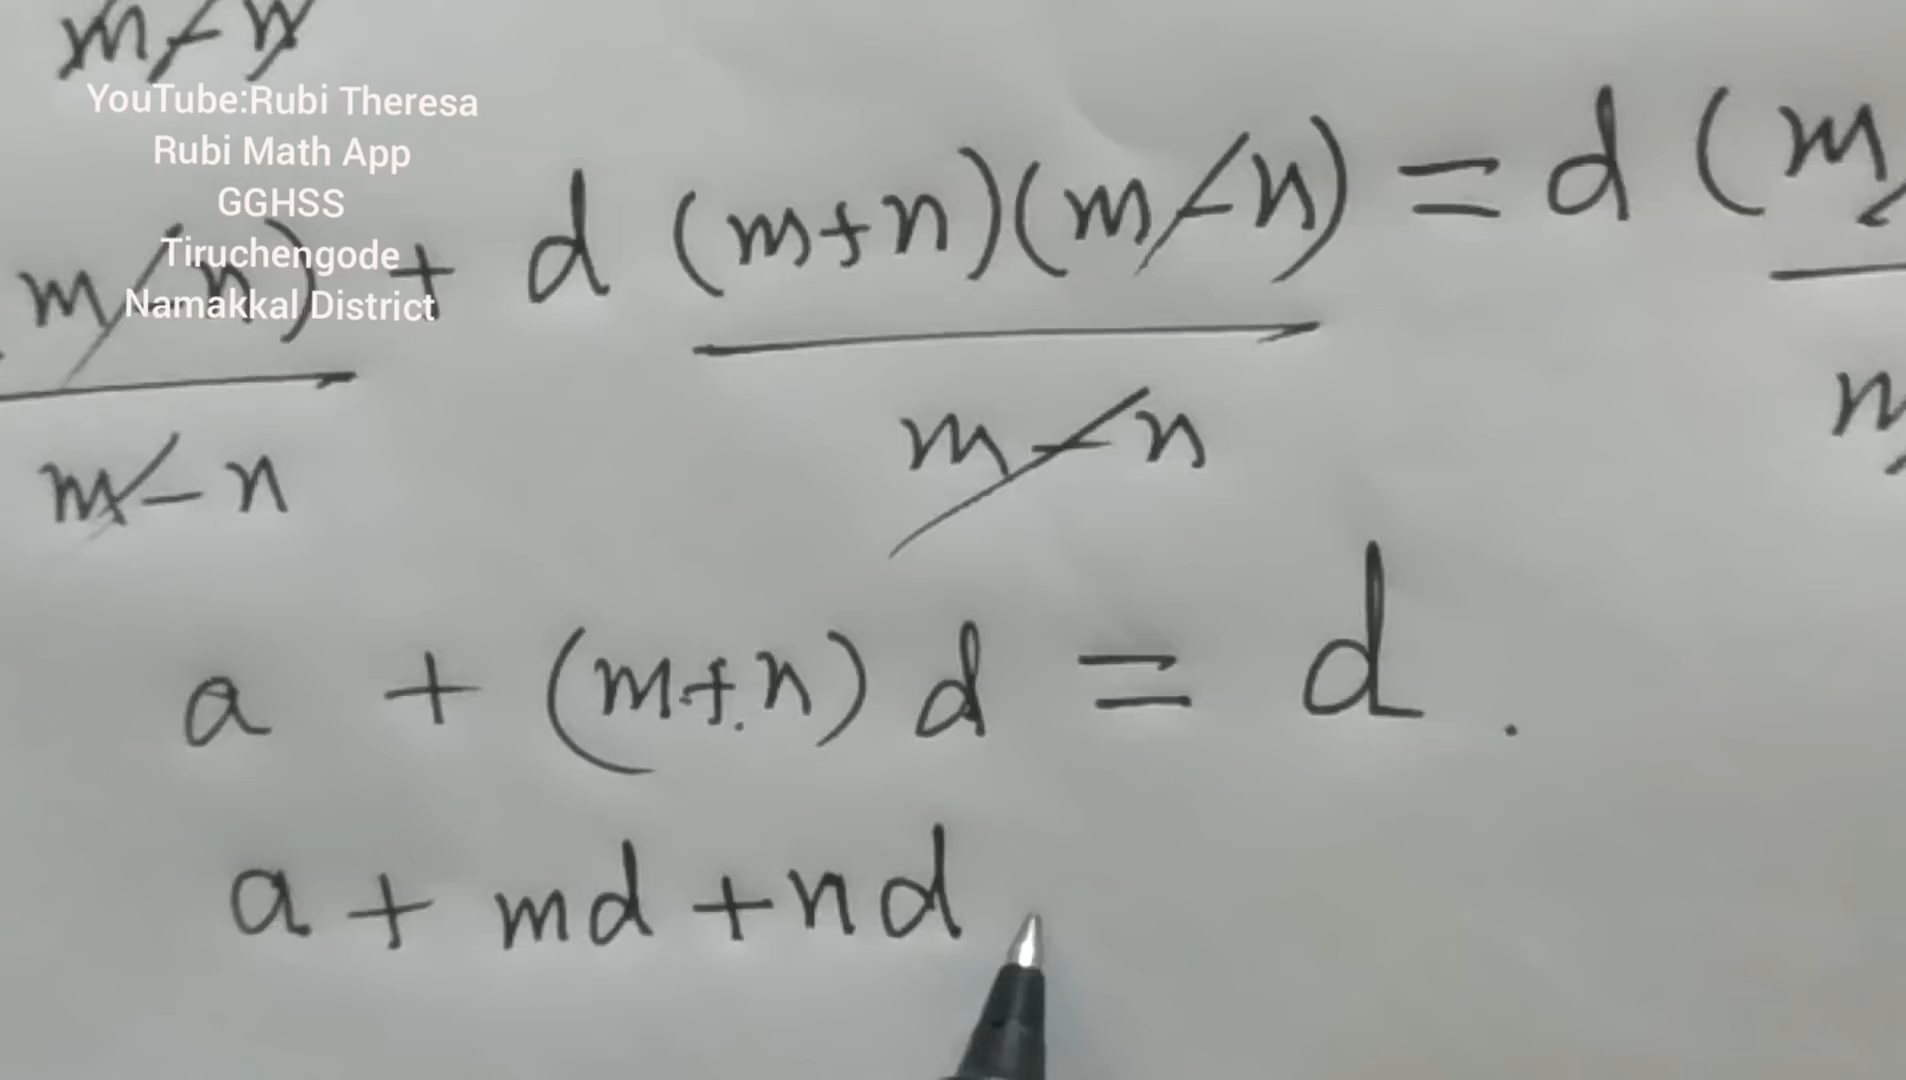 m-n
YouTube:Rubi Theresa
Rubi Math App
GGHSS
Tiruchengode
Namakkal District
m-n) + d (m+n)(m-n) = d (m
m-n m-n n
a + (m+n) d = d .
a + md + nd